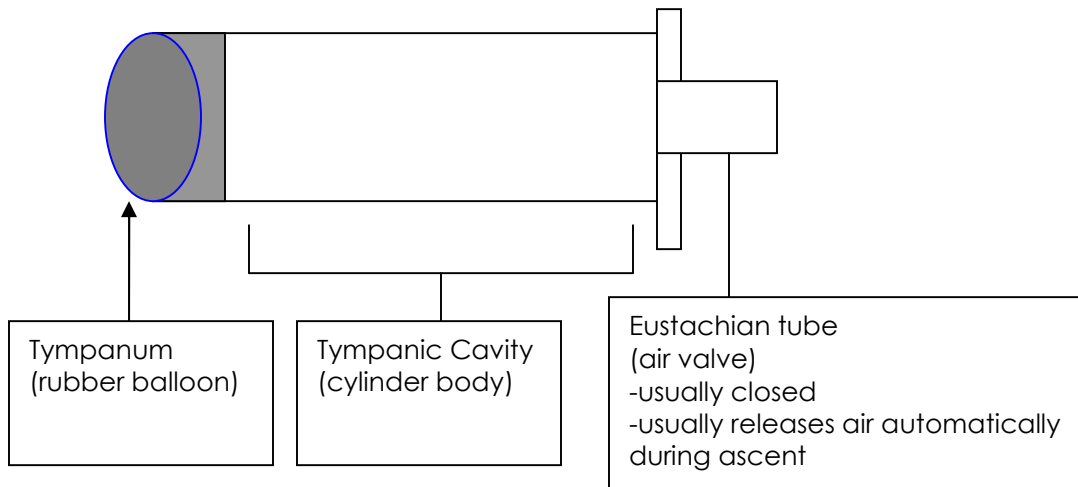 Tympanum
(rubber balloon)
Tympanic Cavity
(cylinder body)
Eustachian tube
(air valve)
-usually closed
-usually releases air automatically
during ascent